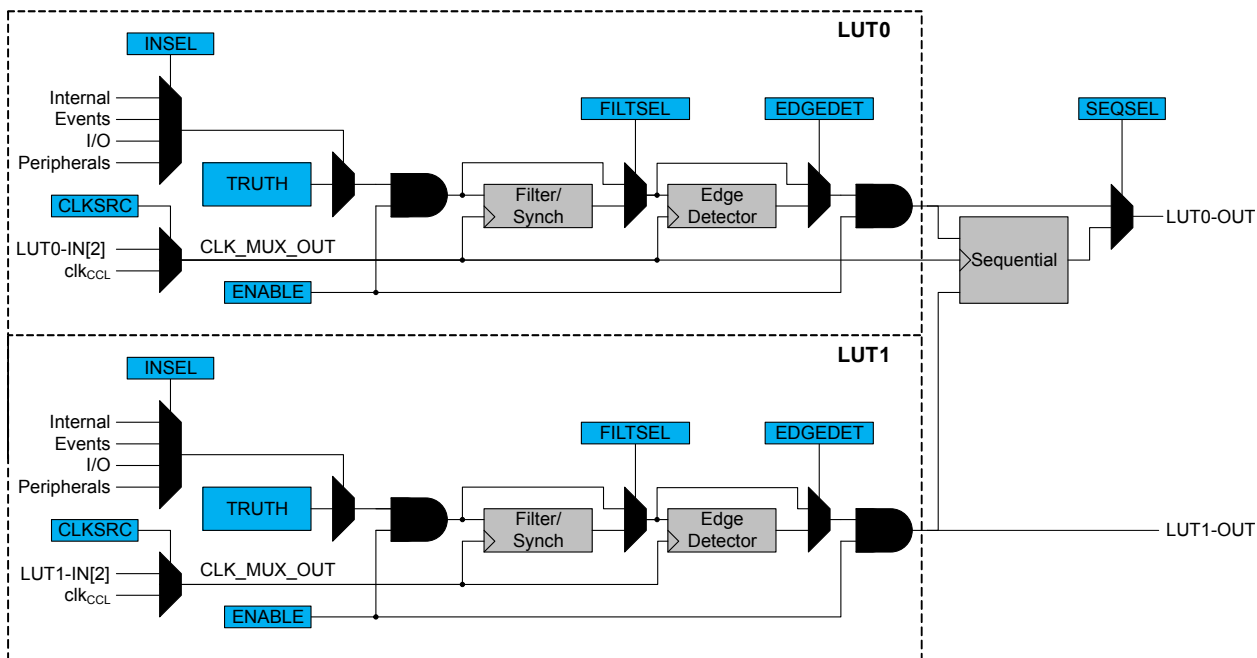 LUT0
INSEL
Internal
Events
I/O
Peripherals
FILTSEL
EDGEDET
SEQSEL
TRUTH
Filter/
Synch
Edge
Detector
CLKSRC
LUT0-IN[2]
clkCCL
CLK_MUX_OUT
ENABLE
Sequential
LUT0-OUT
LUT1
INSEL
Internal
Events
I/O
Peripherals
FILTSEL
EDGEDET
TRUTH
Filter/
Synch
Edge
Detector
CLKSRC
LUT1-IN[2]
clkCCL
CLK_MUX_OUT
ENABLE
LUT1-OUT